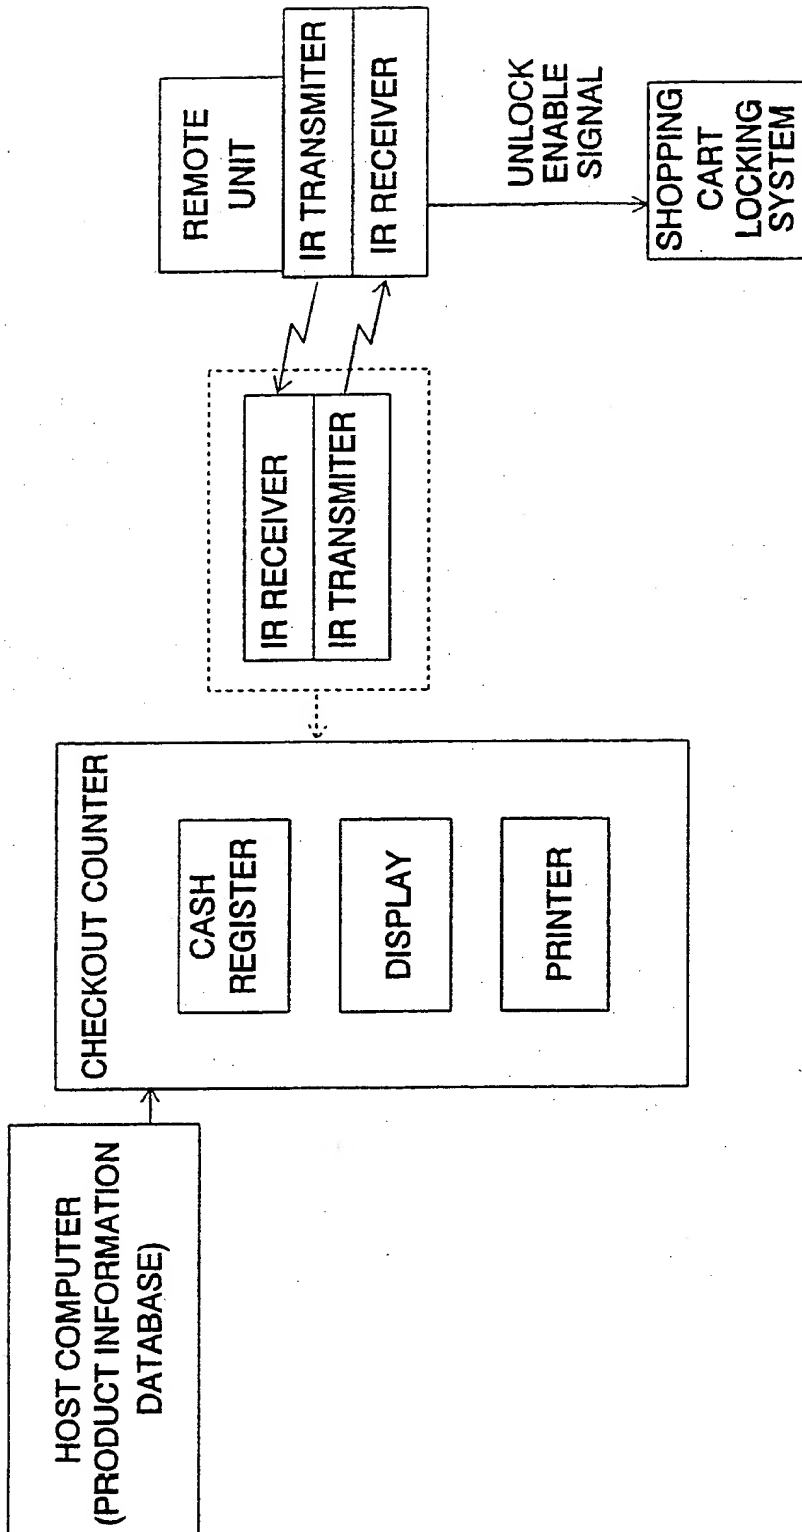 HOST COMPUTER
(PRODUCT INFORMATION
DATABASE)
CHECKOUT COUNTER
CASH
REGISTER
DISPLAY
PRINTER
IR RECEIVER
IR TRANSMITER
REMOTE
UNIT
IR TRANSMITER
IR RECEIVER
UNLOCK
ENABLE
SIGNAL
SHOPPING
CART
LOCKING
SYSTEM